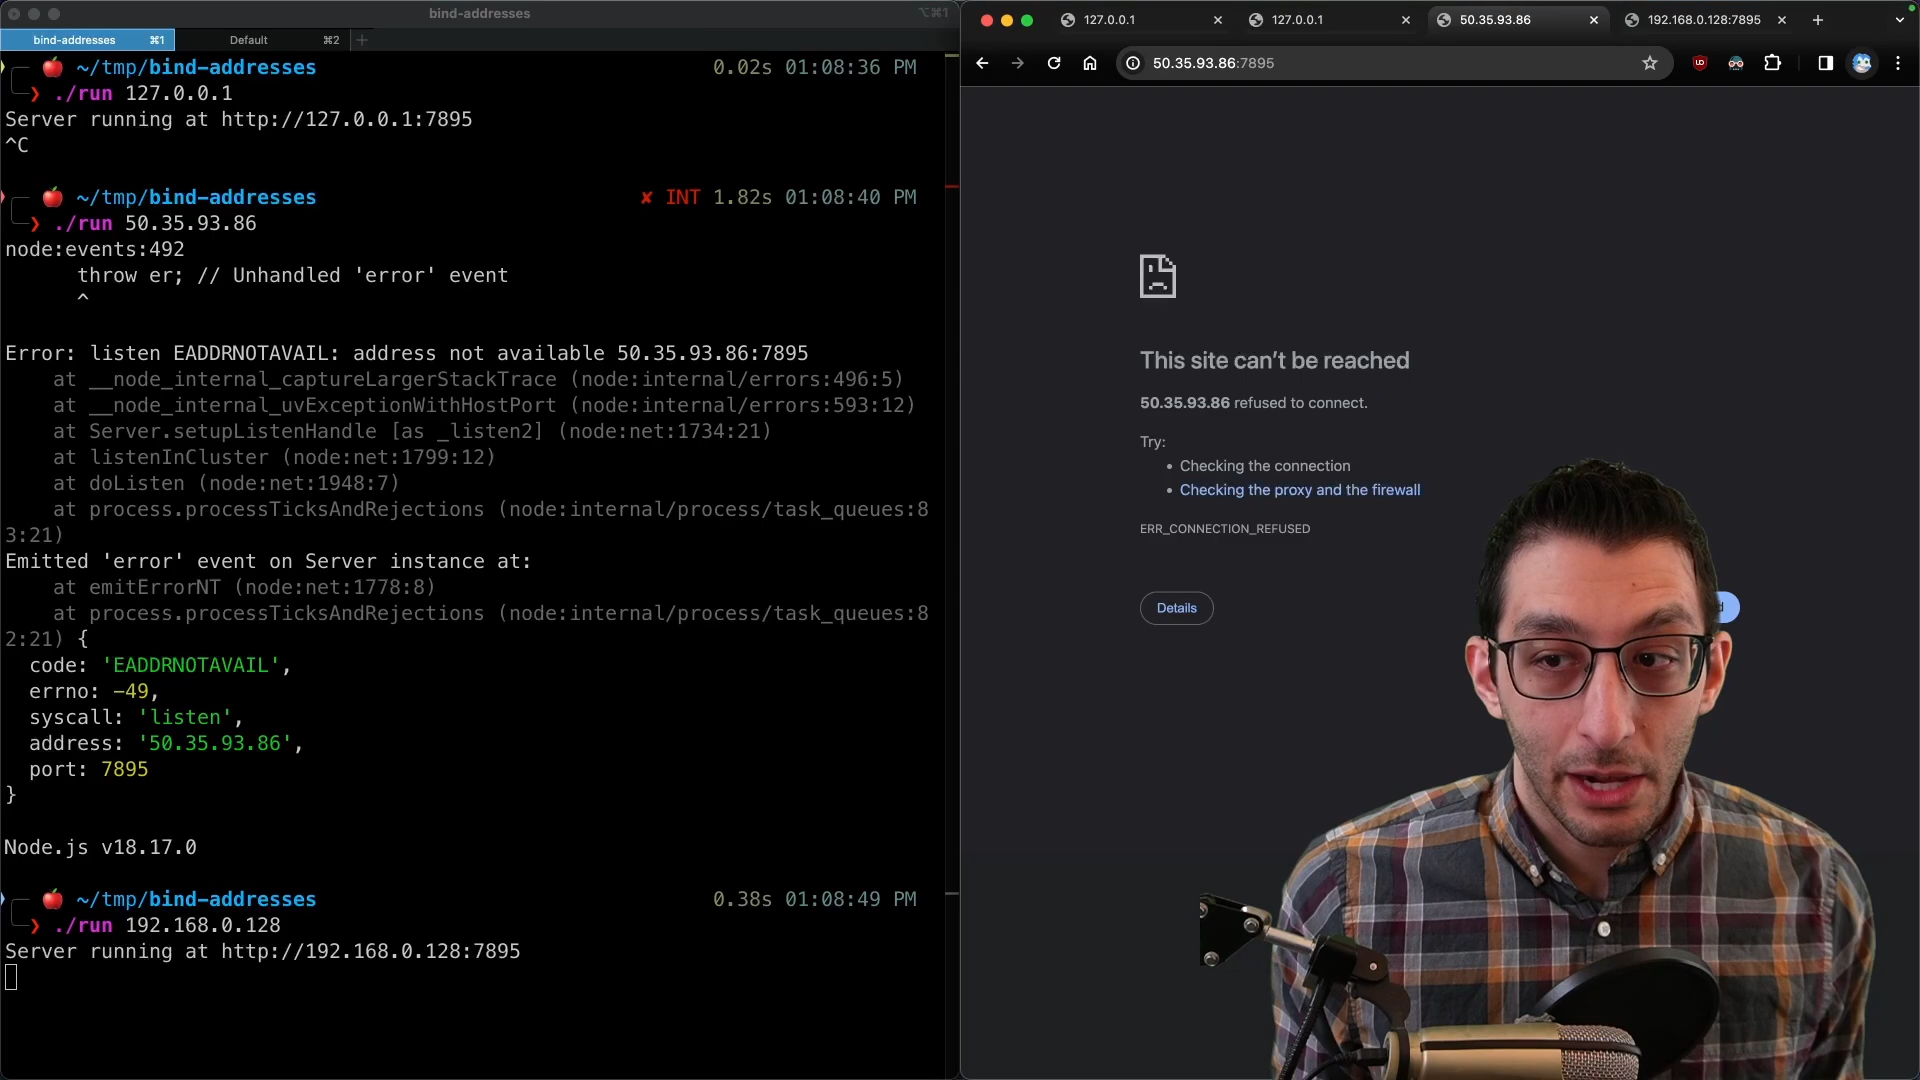 bind-addresses
⌥⌘1
bind-addresses ⌘1
Default ⌘2
~/tmp/bind-addresses 0.02s 01:08:36 PM
❯ ./run 127.0.0.1
Server running at http://127.0.0.1:7895
^C
~/tmp/bind-addresses ✘ INT 1.82s 01:08:40 PM
❯ ./run 50.35.93.86
node:events:492
throw er; // Unhandled 'error' event
^
Error: listen EADDRNOTAVAIL: address not available 50.35.93.86:7895
at __node_internal_captureLargerStackTrace (node:internal/errors:496:5)
at __node_internal_uvExceptionWithHostPort (node:internal/errors:593:12)
at Server.setupListenHandle [as _listen2] (node:net:1734:21)
at listenInCluster (node:net:1799:12)
at doListen (node:net:1948:7)
at process.processTicksAndRejections (node:internal/process/task_queues:8
3:21)
Emitted 'error' event on Server instance at:
at emitErrorNT (node:net:1778:8)
at process.processTicksAndRejections (node:internal/process/task_queues:8
2:21) {
code: 'EADDRNOTAVAIL',
errno: -49,
syscall: 'listen',
address: '50.35.93.86',
port: 7895
}
Node.js v18.17.0
~/tmp/bind-addresses 0.38s 01:08:49 PM
❯ ./run 192.168.0.128
Server running at http://192.168.0.128:7895
127.0.0.1
127.0.0.1
50.35.93.86
192.168.0.128:7895
50.35.93.86:7895
This site can’t be reached
50.35.93.86 refused to connect.
Try:
• Checking the connection
• Checking the proxy and the firewall
ERR_CONNECTION_REFUSED
Details